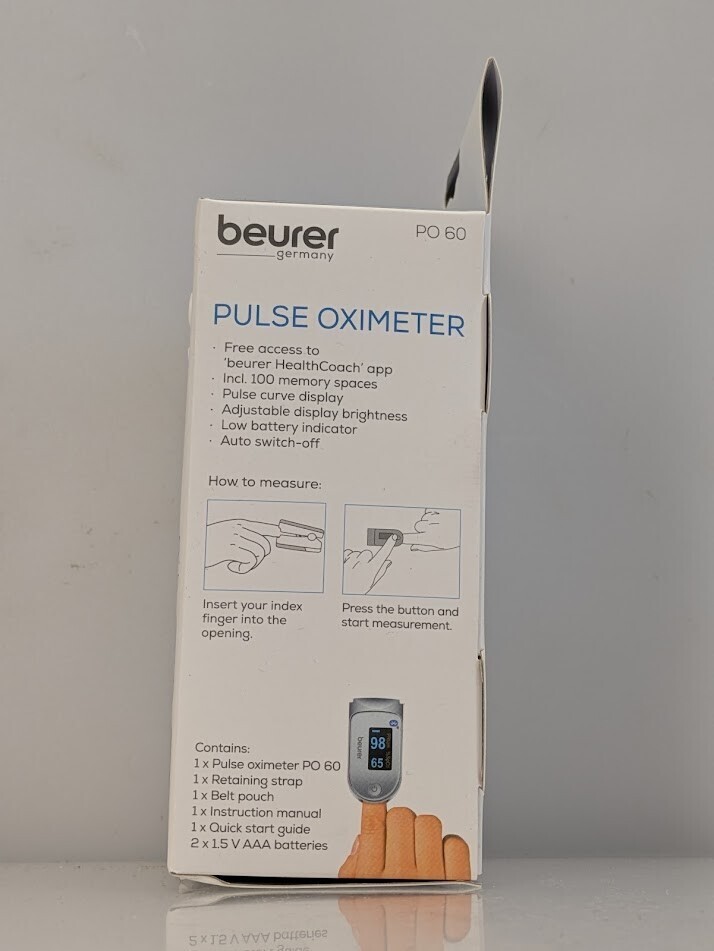 beurer
germany
PO 60
PULSE OXIMETER
· Free access to
'beurer HealthCoach' app
· Incl. 100 memory spaces
· Pulse curve display
· Adjustable display brightness
· Low battery indicator
· Auto switch-off
How to measure:
Insert your index
finger into the
opening.
Press the button and
start measurement.
beurer
98
65
Contains:
1 x Pulse oximeter PO 60
1 x Retaining strap
1 x Belt pouch
1 x Instruction manual
1 x Quick start guide
2 x 1.5 V AAA batteries